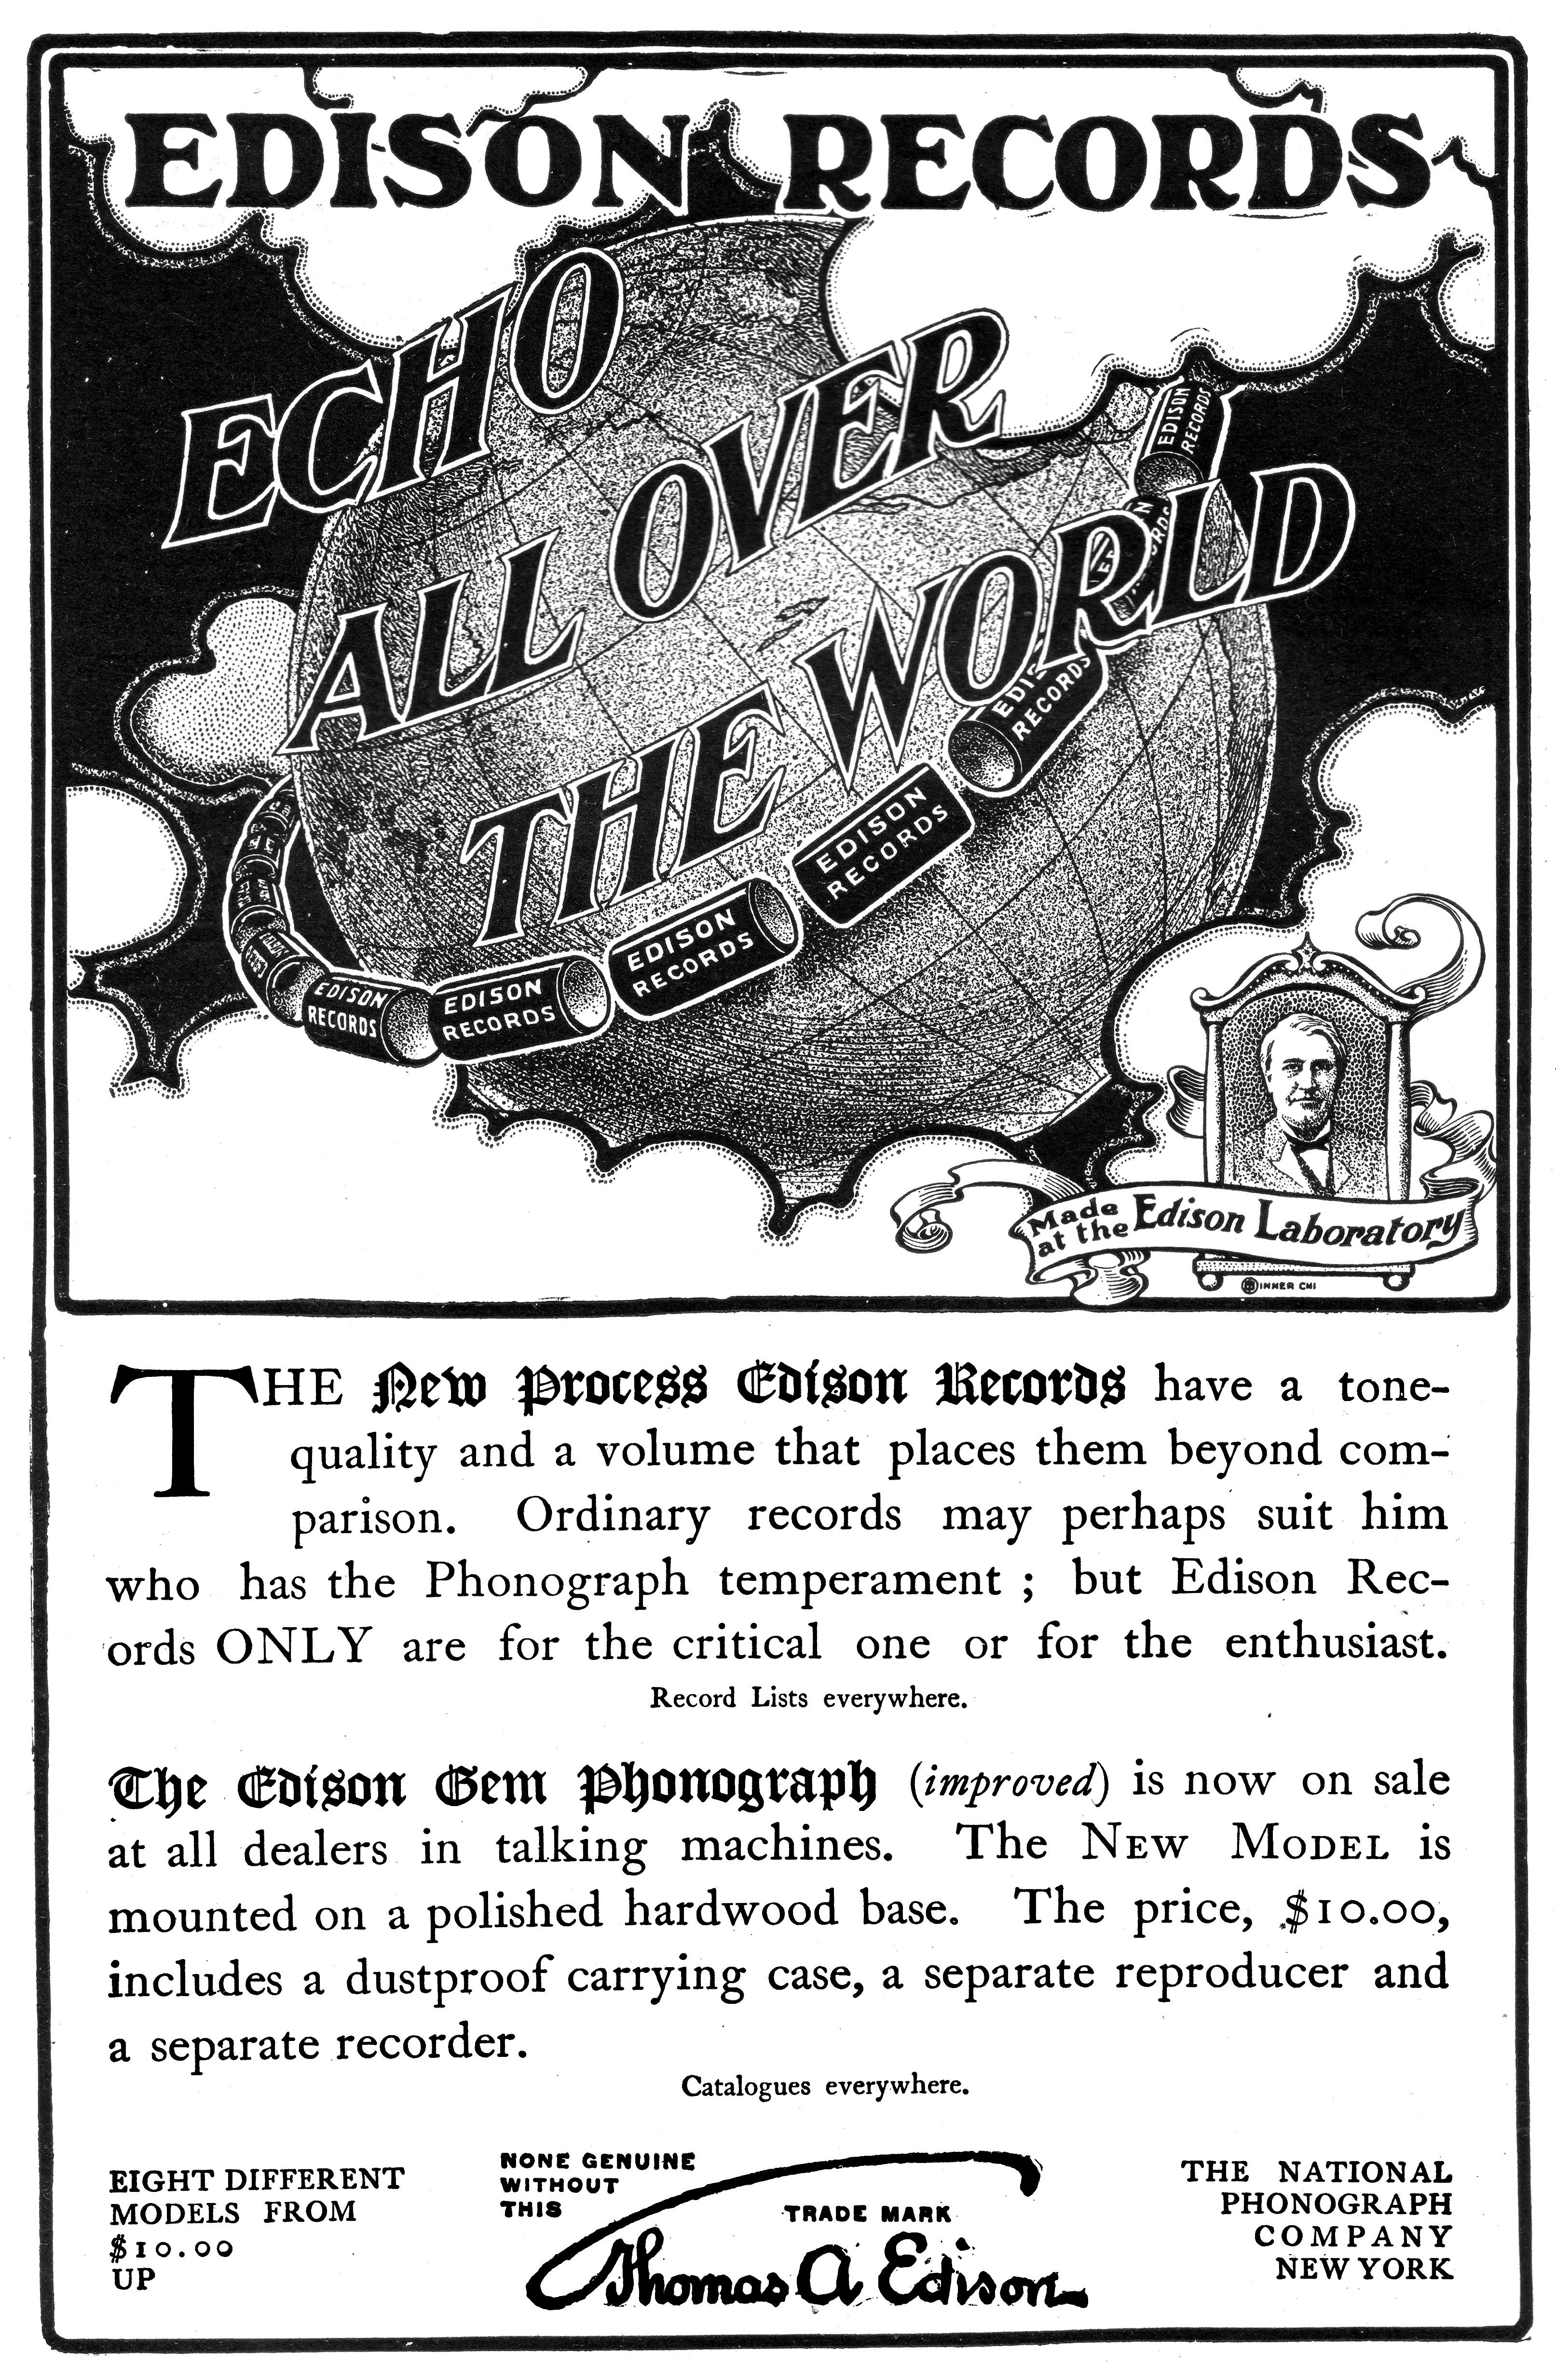 EDISON RECORDS
ECHO
ALL OVER
THE WORLD
EDISON
RECORDS
EDISON
RECORDS
EDISON
RECORDS
EDISON
RECORDS
EDISON
RECORDS
RECORDS
Made
at the Edison Laboratory
THE New Process Edison Records have a tone-
quality and a volume that places them beyond com-
parison. Ordinary records may perhaps suit him
who has the Phonograph temperament ; but Edison Rec-
ords ONLY are for the critical one or for the enthusiast.
Record Lists everywhere.
The Edison Gem Phonograph (improved) is now on sale
at all dealers in talking machines. The NEW MODEL is
mounted on a polished hardwood base. The price, $10.00,
includes a dustproof carrying case, a separate reproducer and
a separate recorder.
Catalogues everywhere.
EIGHT DIFFERENT
MODELS FROM
$10.00
UP
NONE GENUINE
WITHOUT
THIS
TRADE MARK
Thomas A Edison
THE NATIONAL
PHONOGRAPH
COMPANY
NEW YORK